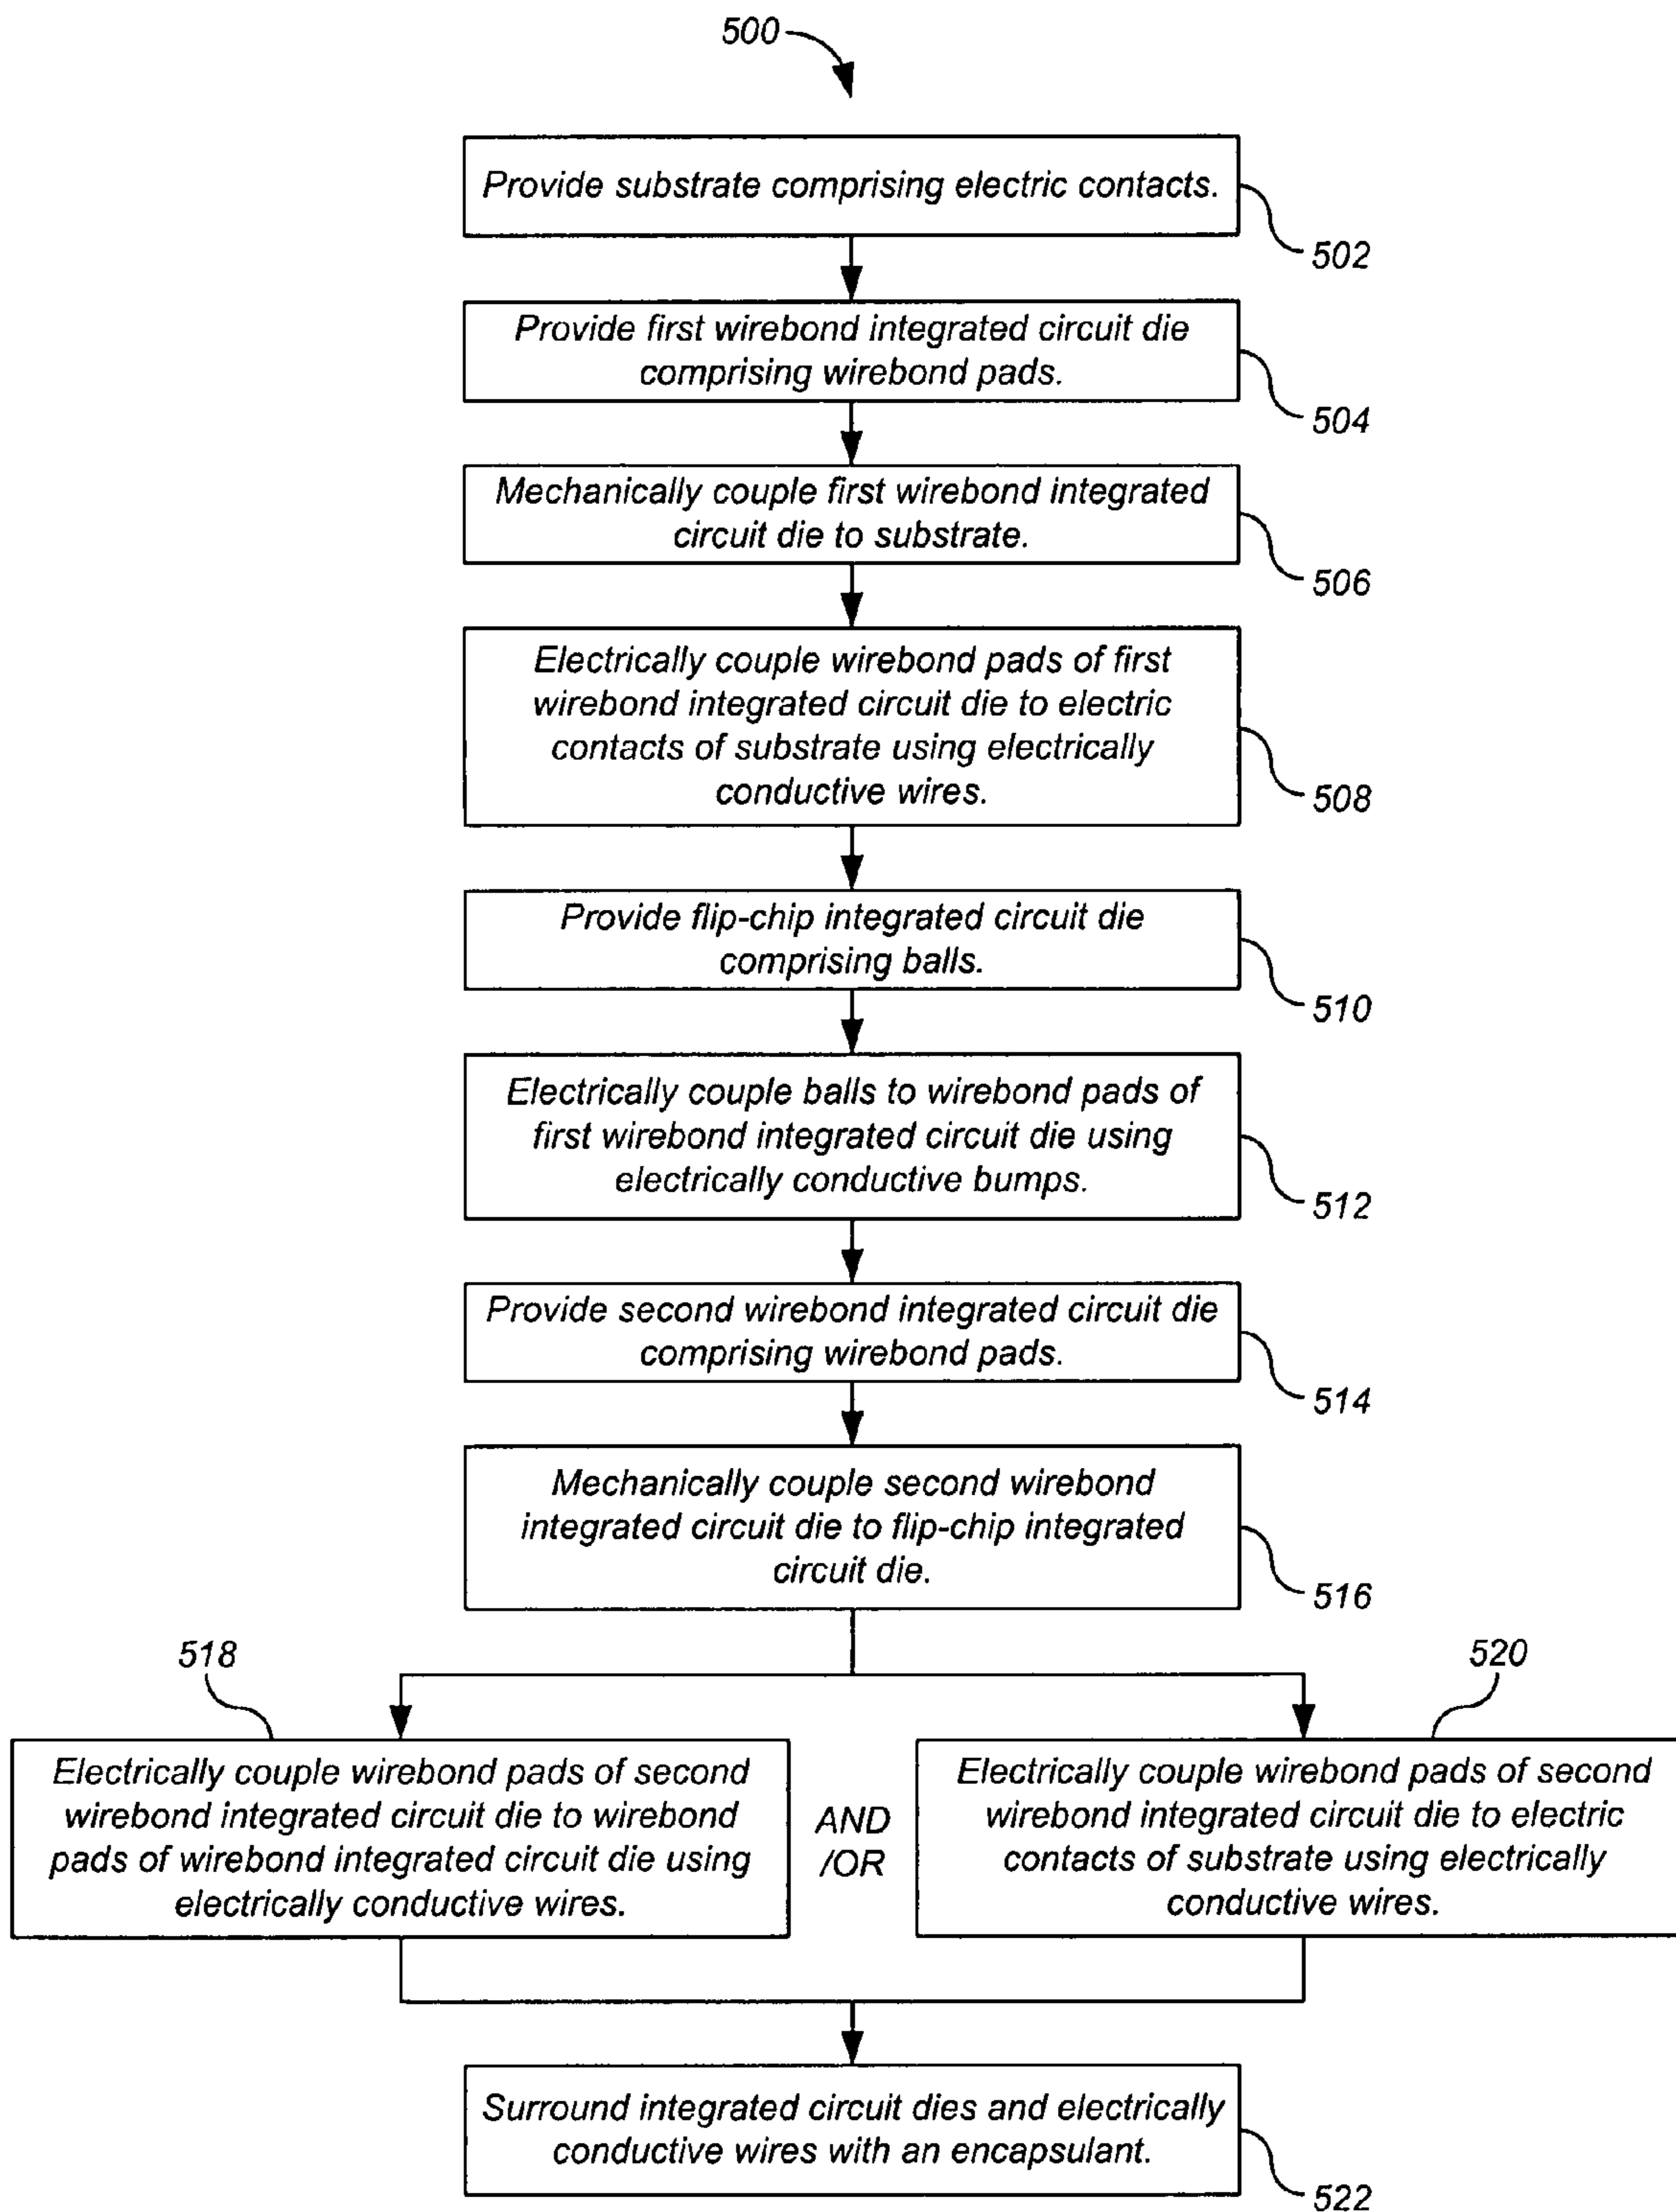 500
Provide substrate comprising electric contacts.
502
Provide first wirebond integrated circuit die
comprising wirebond pads.
504
Mechanically couple first wirebond integrated
circuit die to substrate.
506
Electrically couple wirebond pads of first
wirebond integrated circuit die to electric
contacts of substrate using electrically
conductive wires.
508
Provide flip-chip integrated circuit die
comprising balls.
510
Electrically couple balls to wirebond pads of
first wirebond integrated circuit die using
electrically conductive bumps.
512
Provide second wirebond integrated circuit die
comprising wirebond pads.
514
Mechanically couple second wirebond
integrated circuit die to flip-chip integrated
circuit die.
516
518
Electrically couple wirebond pads of second
wirebond integrated circuit die to wirebond
pads of wirebond integrated circuit die using
electrically conductive wires.
AND
/OR
520
Electrically couple wirebond pads of second
wirebond integrated circuit die to electric
contacts of substrate using electrically
conductive wires.
Surround integrated circuit dies and electrically
conductive wires with an encapsulant.
522